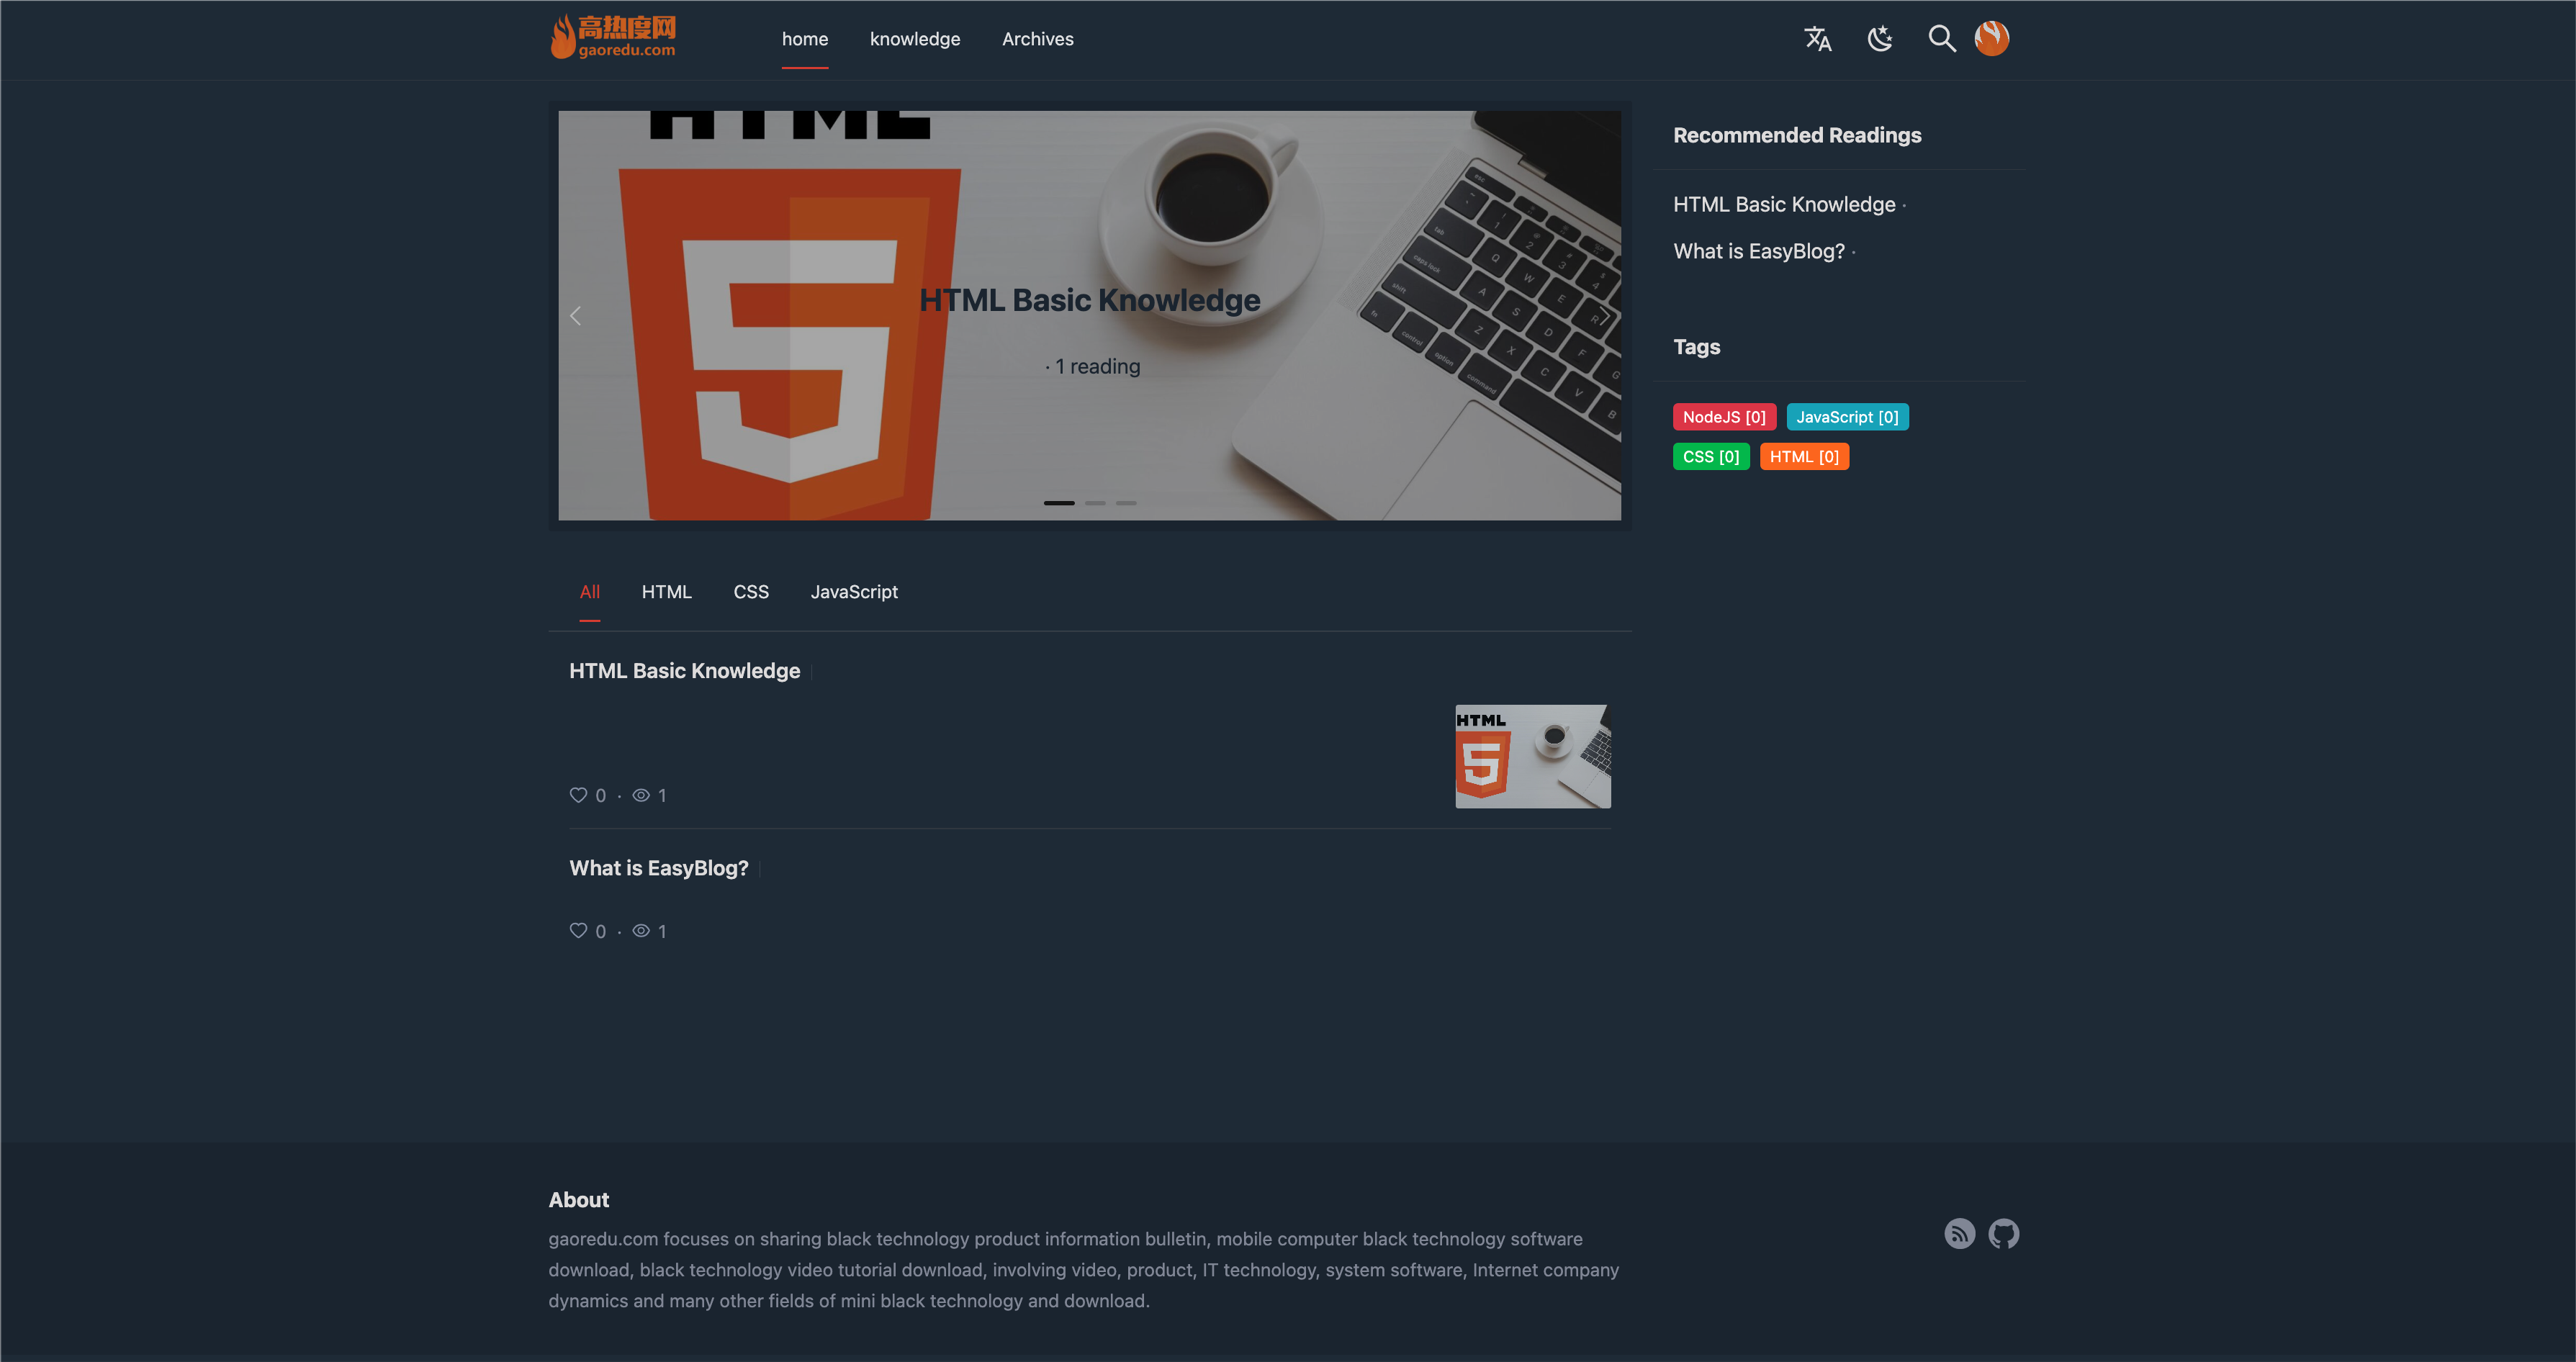 高热度网
gaoredu.com
home
knowledge
Archives
HTML
HTML Basic Knowledge
· 1 reading
Recommended Readings
HTML Basic Knowledge ·
What is EasyBlog? ·
Tags
NodeJS [0]
JavaScript [0]
CSS [0]
HTML [0]
All
HTML
CSS
JavaScript
HTML Basic Knowledge
HTML
0 · 1
What is EasyBlog?
0 · 1
About
gaoredu.com focuses on sharing black technology product information bulletin, mobile computer black technology software
download, black technology video tutorial download, involving video, product, IT technology, system software, Internet company
dynamics and many other fields of mini black technology and download.